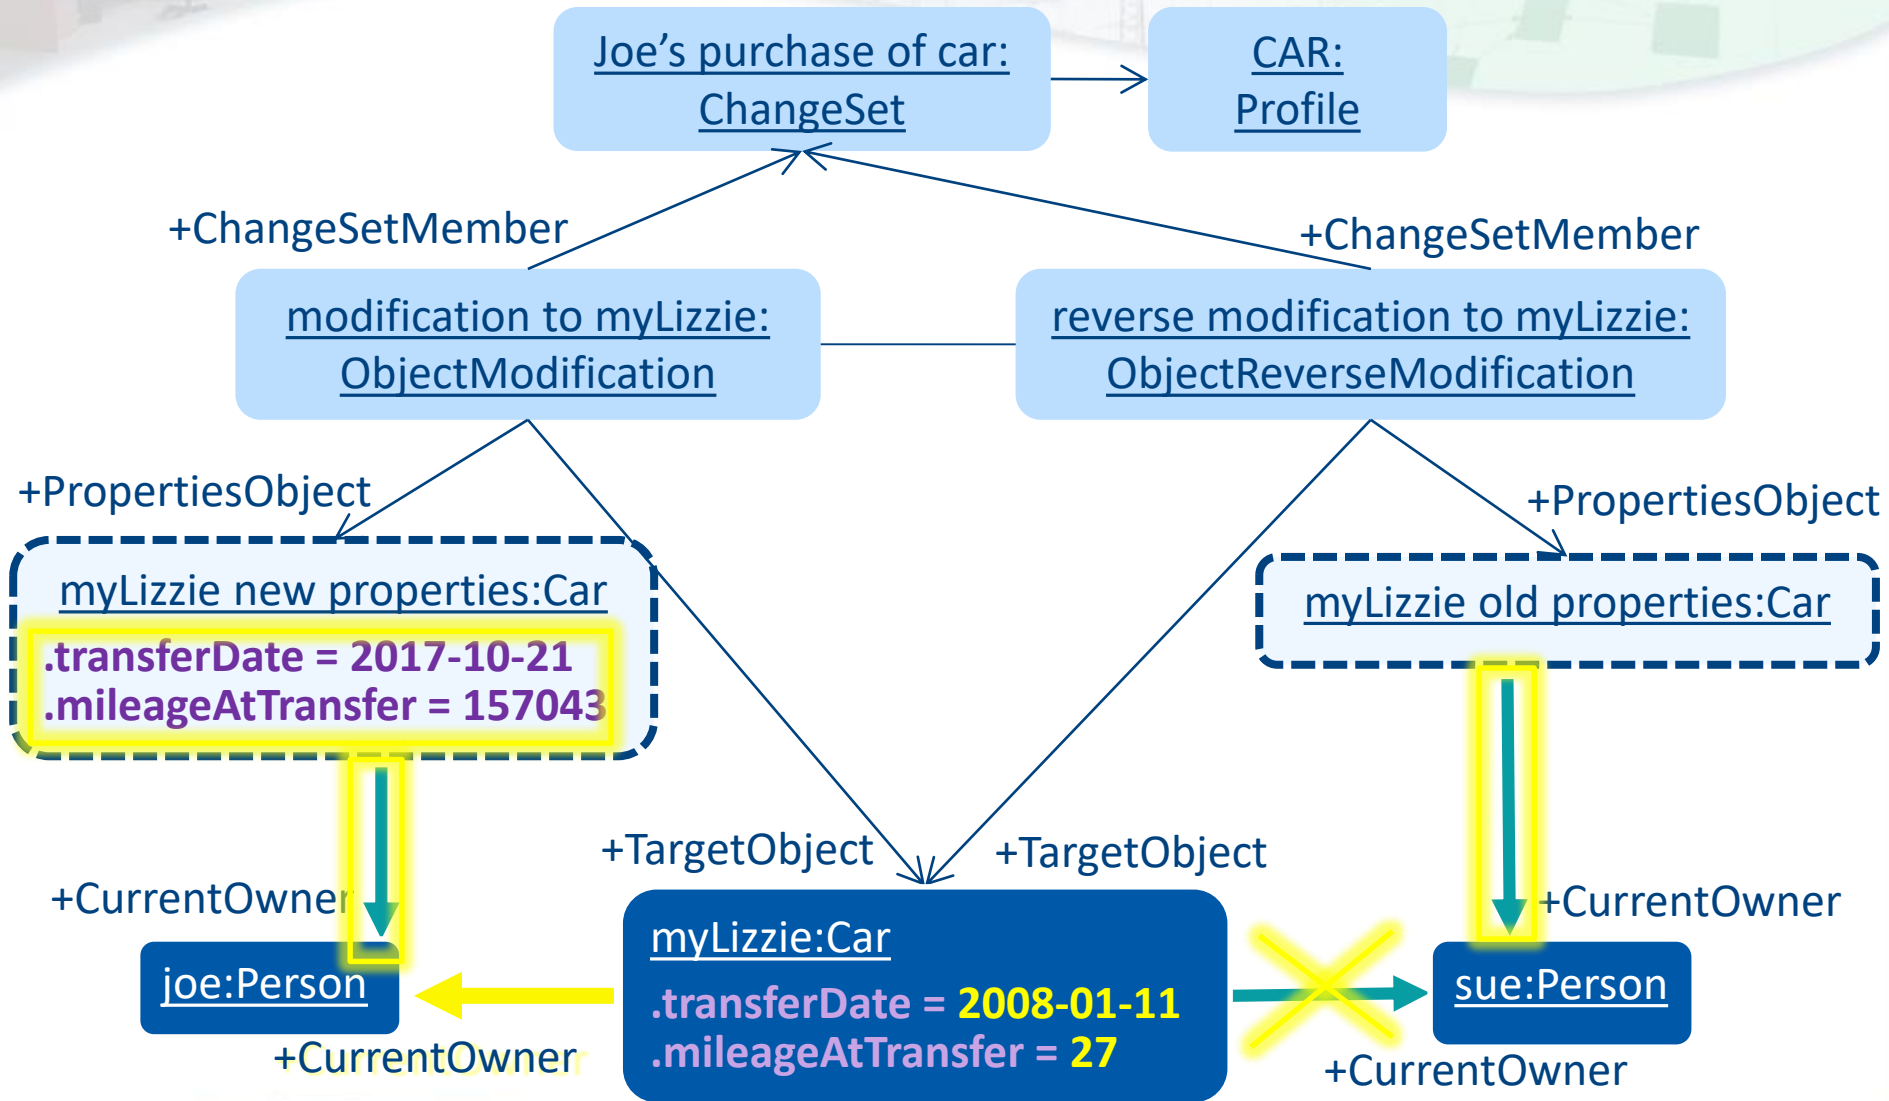 Joe’s purchase of car:
ChangeSet
CAR:
Profile
+ChangeSetMember
+ChangeSetMember
modification to myLizzie:
ObjectModification
reverse modification to myLizzie:
ObjectReverseModification
+PropertiesObject
+PropertiesObject
myLizzie new properties:Car
.transferDate = 2017-10-21
.mileageAtTransfer = 157043
myLizzie old properties:Car
+TargetObject
+TargetObject
+CurrentOwner
+CurrentOwner
joe:Person
myLizzie:Car
.transferDate = 2008-01-11
.mileageAtTransfer = 27
sue:Person
+CurrentOwner
+CurrentOwner